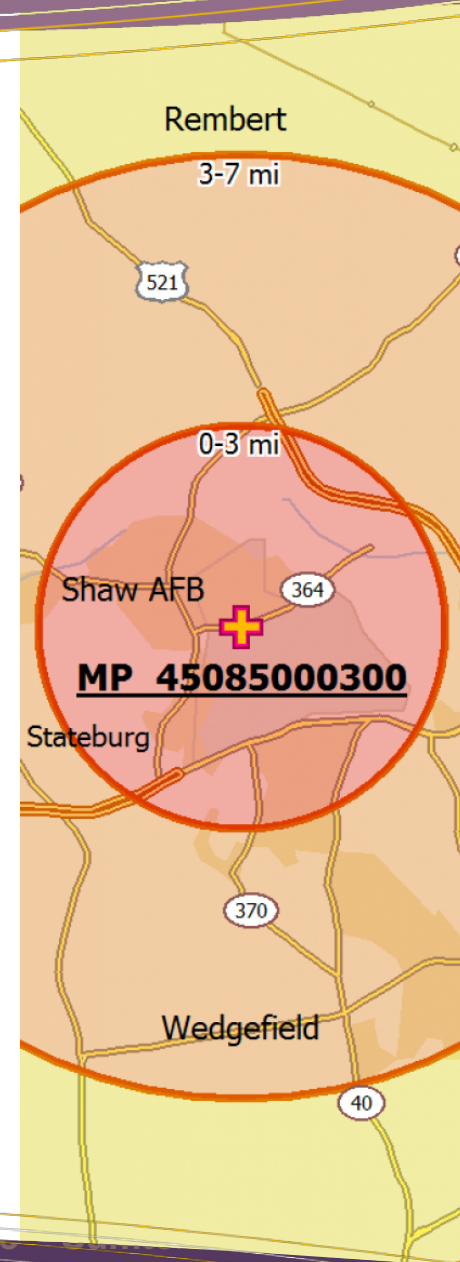 Rembert
3-7 mi
521
0-3 mi
Shaw AFB
364
MP 45085000300
Stateburg
370
Wedgefield
40